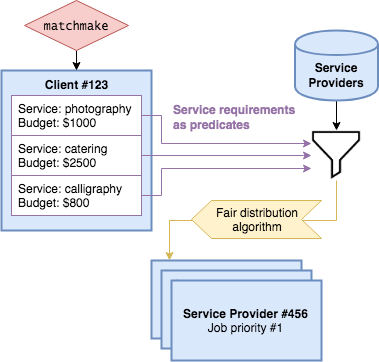 matchmake
Client #123
Service: photography
Budget: $1000
Service: catering
Budget: $2500
Service: calligraphy
Budget: $800
Service requirements
as predicates
Service
Providers
Fair distribution
algorithm
Service Provider #456
Job priority #1